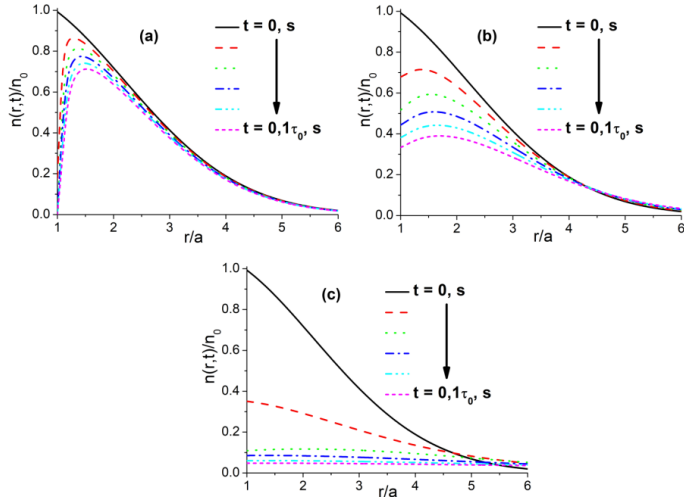 (a)
t = 0, s
t = 0,1τ₀, s
n(r,t)/n₀
1.0
0.8
0.6
0.4
0.2
0.0
1 2 3 4 5 6
r/a
(b)
t = 0, s
t = 0,1τ₀, s
n(r,t)/n₀
1.0
0.8
0.6
0.4
0.2
0.0
1 2 3 4 5 6
r/a
(c)
t = 0, s
t = 0,1τ₀, s
n(r,t)/n₀
1.0
0.8
0.6
0.4
0.2
0.0
1 2 3 4 5 6
r/a